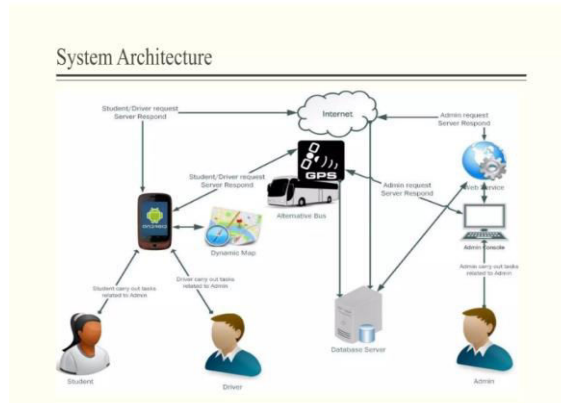 System Architecture
Student/Driver request
Server Respond
Internet
Admin request
Server Respond
Student/Driver request
Server Respond
GPS
Admin request
Server Respond
Web Service
ANDROID
Alternative Bus
Dynamic Map
Admin Console
Student carry out tasks
related to Admin
Driver carry out tasks
related to Admin
Admin carry out tasks
related to Admin
Database Server
Student
Driver
Admin